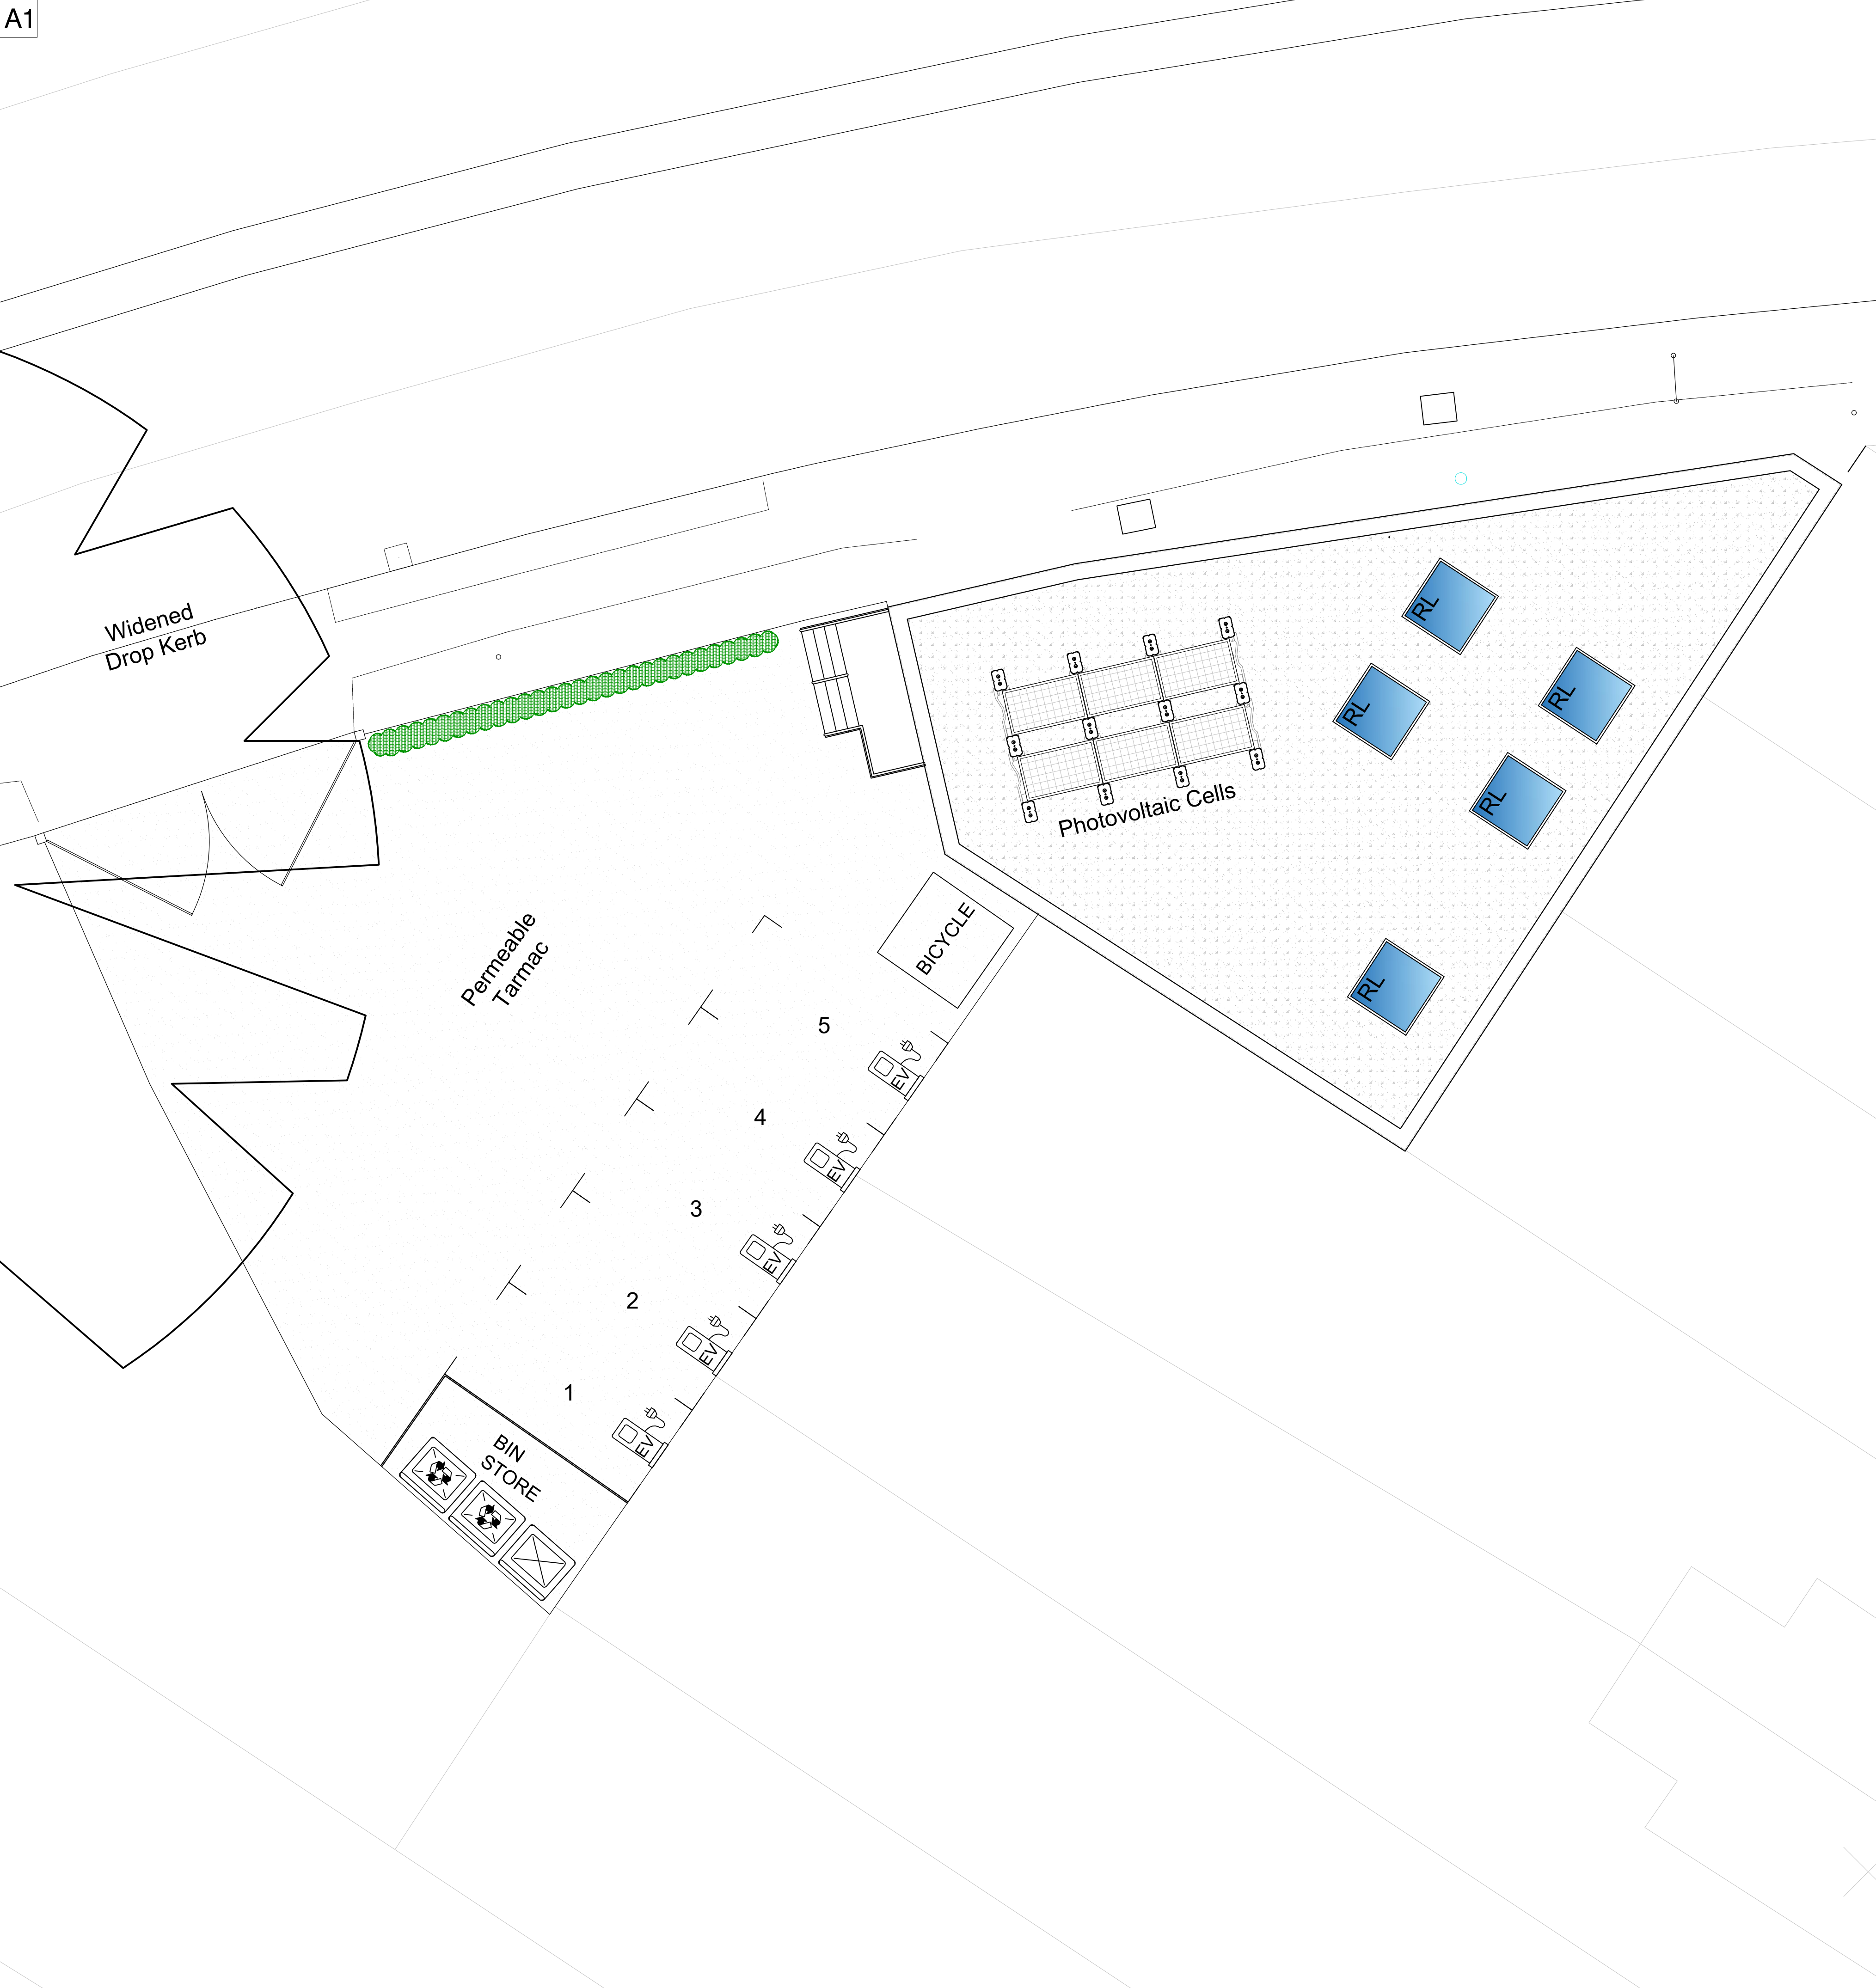 A1
Widened
Drop Kerb
RL
RL
RL
RL
Photovoltaic Cells
Permeable
Tarmac
BICYCLE
RL
5
EV
4
EV
3
EV
2
EV
1
EV
BIN
STORE